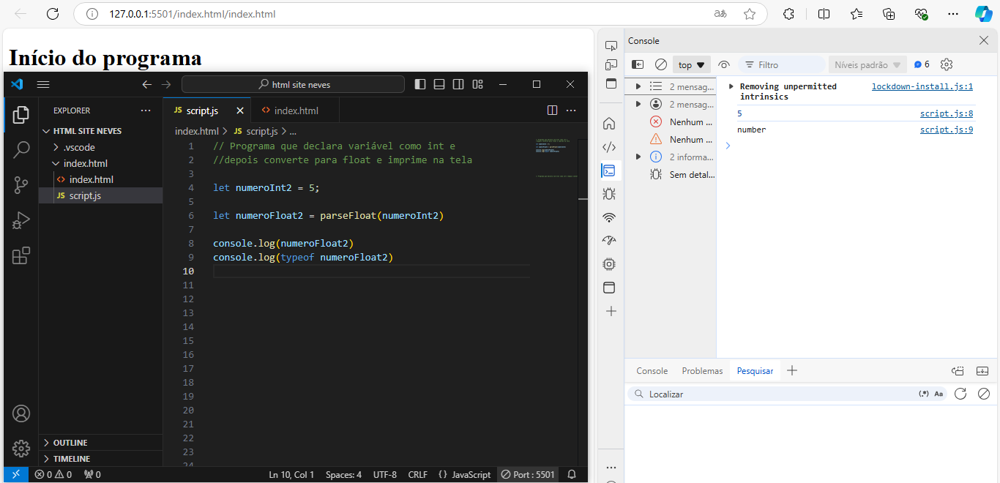 127.0.0.1:5501/index.html/index.html
aあ
Início do programa
html site neves
EXPLORER
HTML SITE NEVES
.vscode
index.html
index.html
JS script.js
OUTLINE
TIMELINE
JS script.js
index.html
index.html > JS script.js > ...
1 // Programa que declara variável como int e
2 //depois converte para float e imprime na tela
3
4 let numeroInt2 = 5;
5
6 let numeroFloat2 = parseFloat(numeroInt2)
7
8 console.log(numeroFloat2)
9 console.log(typeof numeroFloat2)
10
11
12
13
14
15
16
17
18
19
20
21
22
23
24
0 0 0
Ln 10, Col 1 Spaces: 4 UTF-8 CRLF {} JavaScript Port : 5501
Console
top Filtro Níveis padrão 6
2 mensag...
2 mensag...
Nenhum ...
Nenhum ...
2 informa...
Sem detal...
Removing unpermitted lockdown-install.js:1
intrinsics
5 script.js:8
number script.js:9
Console Problemas Pesquisar
Localizar (.*) Aa